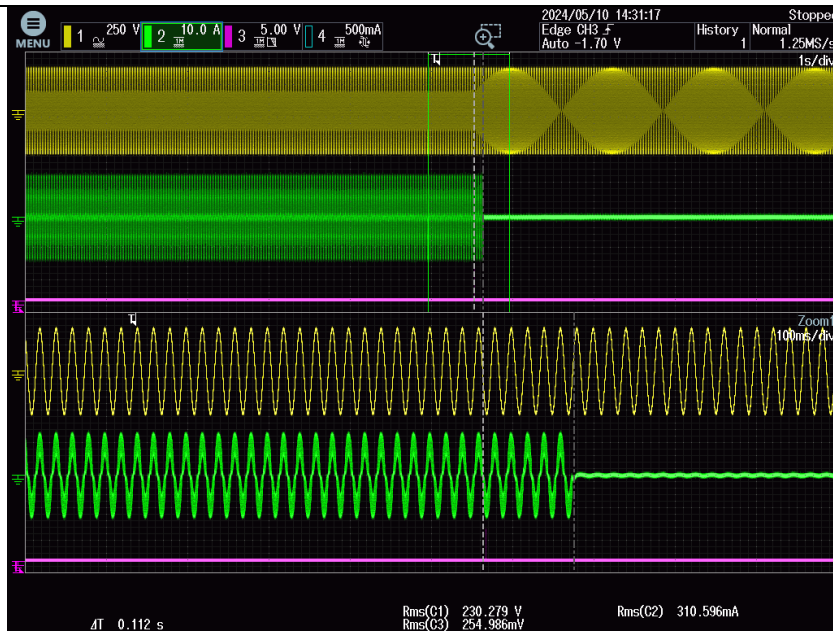 2024/05/10 14:31:17 Stopped
MENU 1 250 V 2 10.0 A 3 5.00 V 4 500mA Edge CH3 History Normal
Auto -1.70 V 1 1.25MS/s
1s/div
T
Zoom1
T
100ms/div
Rms(C1) 230.279 V Rms(C2) 310.596mA
ΔT 0.112 s Rms(C3) 254.986mV